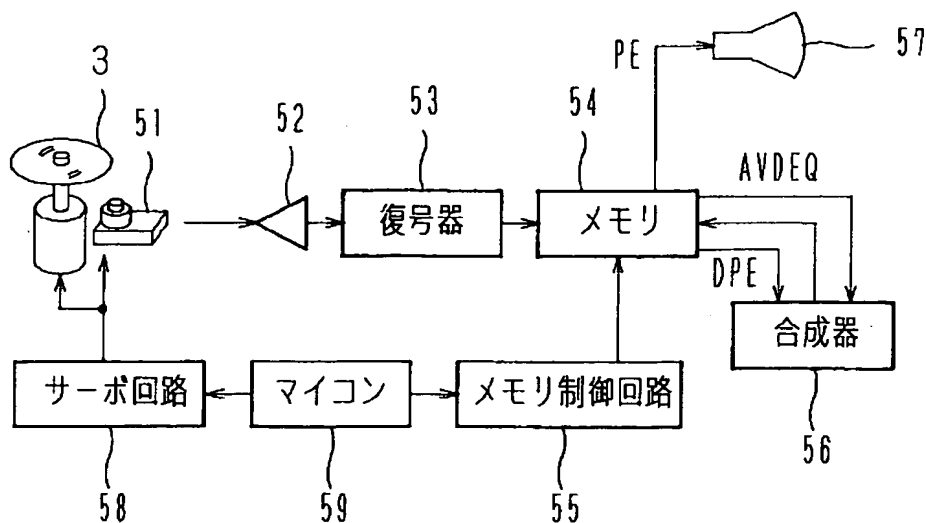 PE
57
3
51
52
53
54
AVDEQ
復号器
メモリ
DPE
合成器
サーボ回路
マイコン
メモリ制御回路
56
58
59
55